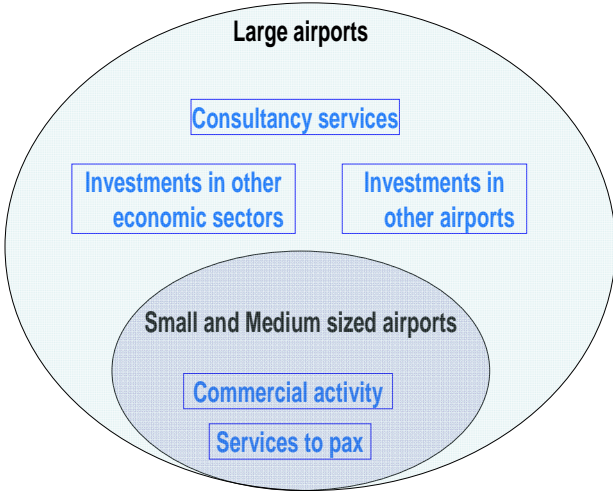 Large airports
Consultancy services
Investments in other
economic sectors
Investments in
other airports
Small and Medium sized airports
Commercial activity
Services to pax